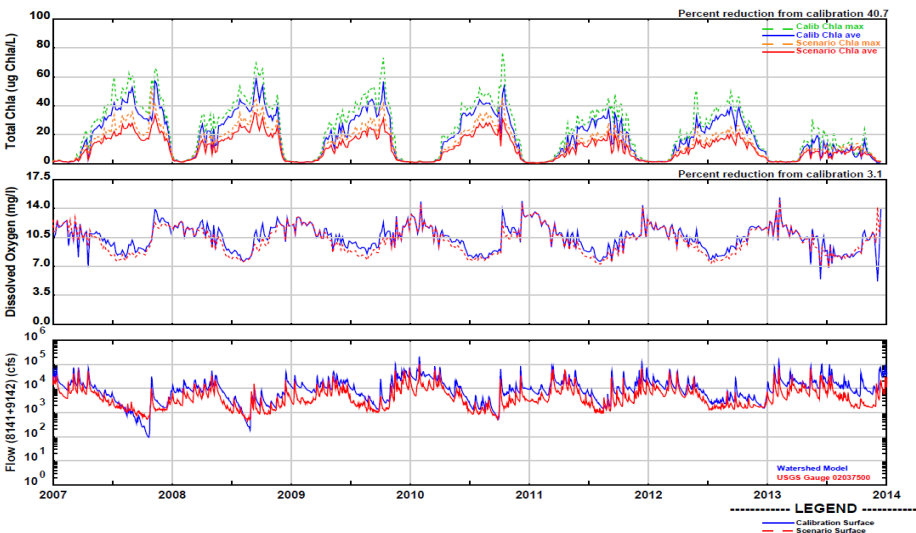 Percent reduction from calibration 40.7
Total Chla (ug Chla/L)
100
80
60
40
20
0
Calib Chla max
Calib Chla ave
Scenario Chla max
Scenario Chla ave
Percent reduction from calibration 3.1
Dissolved Oxygen (mg/l)
17.5
14.0
10.5
7.0
3.5
0.0
Flow (8141+9142) (cfs)
10^6
10^5
10^4
10^3
10^2
10^1
10^0
Watershed Model
USGS Gauge 02037500
2007 2008 2009 2010 2011 2012 2013 2014
------------ LEGEND ------------
Calibration Surface
Scenario Surface